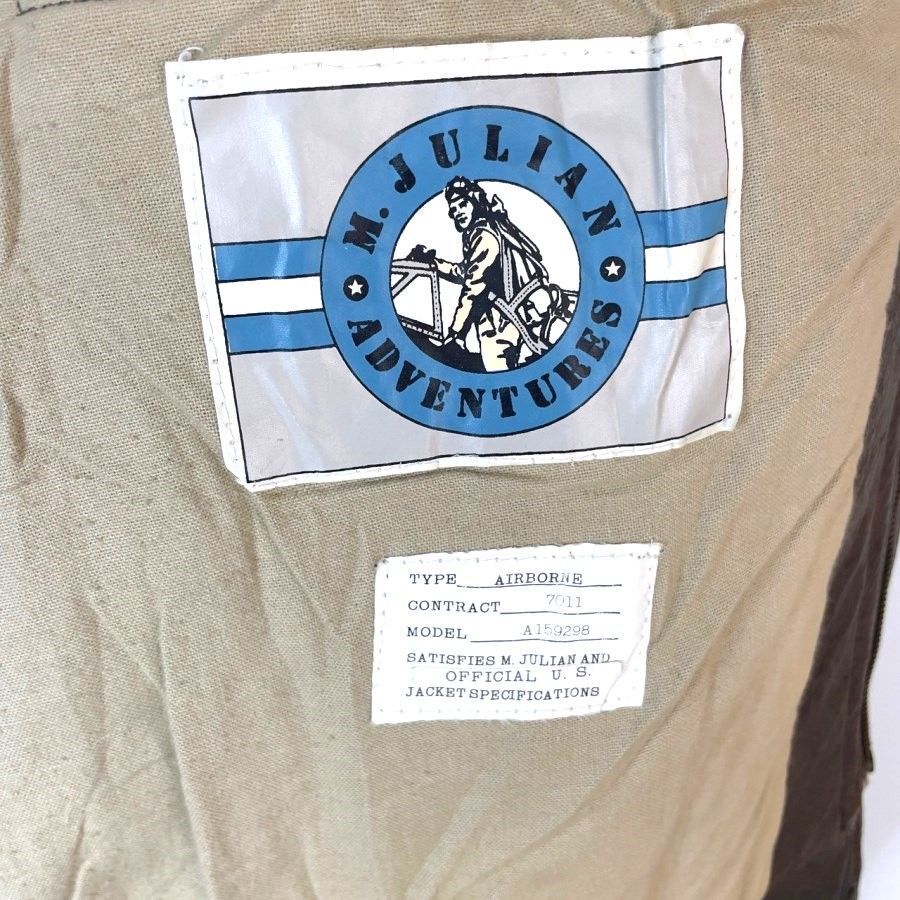 M. JULIAN
ADVENTURES
TYPE AIRBORNE
CONTRACT 7011
MODEL A159298
SATISFIES M. JULIAN AND
OFFICIAL U. S.
JACKET SPECIFICATIONS